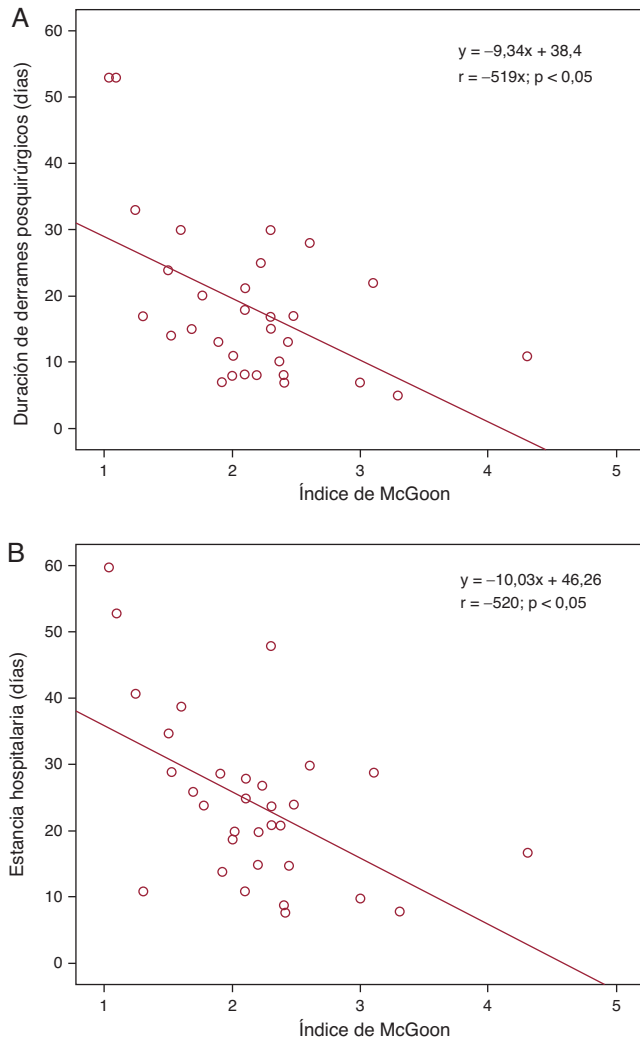 A
y = −9,34x + 38,4
r = −519x; p < 0,05
Duración de derrames posquirúrgicos (días)
60
50
40
30
20
10
0
1 2 3 4 5
Índice de McGoon
B
y = −10,03x + 46,26
r = −520; p < 0,05
Estancia hospitalaria (días)
60
50
40
30
20
10
0
1 2 3 4 5
Índice de McGoon